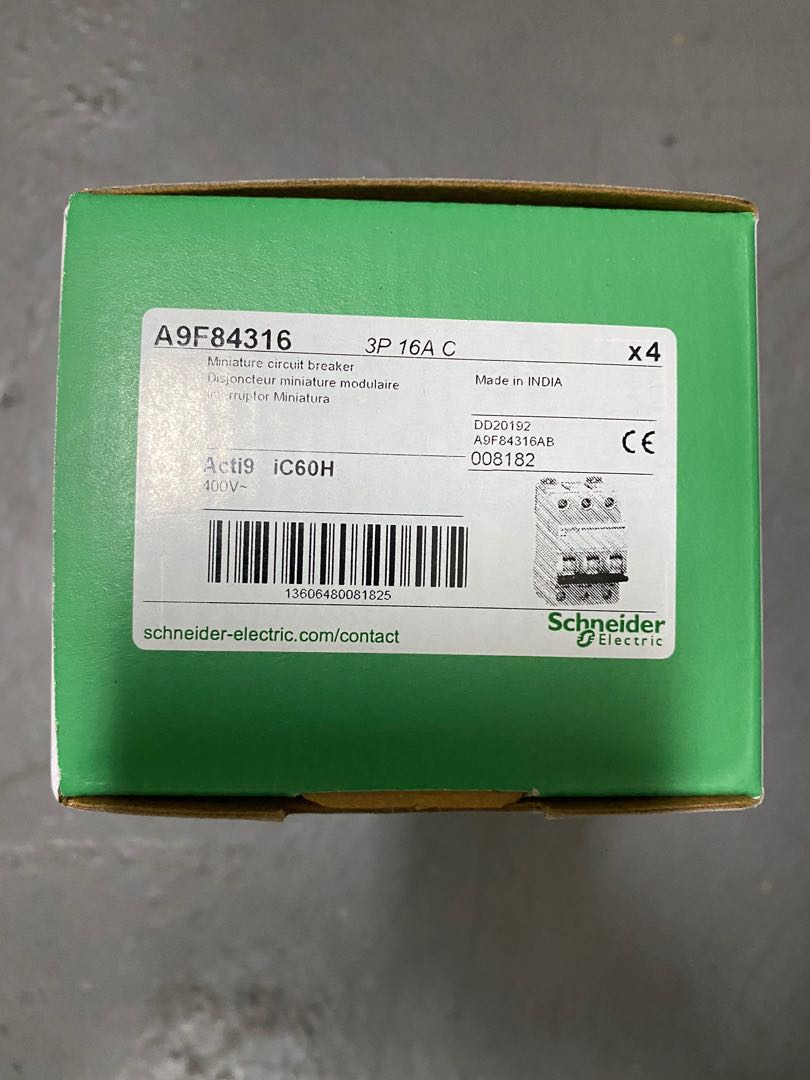 A9F84316 3P 16A C x4
Miniature circuit breaker
Disjoncteur miniature modulaire
Interruptor Miniatura
Made in INDIA
DD20192
A9F84316AB
008182
CE
Acti9 iC60H
400V~
13606480081825
schneider-electric.com/contact
Schneider
Electric